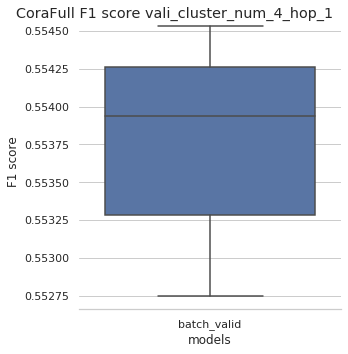 CoraFull F1 score vali_cluster_num_4_hop_1
0.55450
0.55425
0.55400
0.55375
0.55350
0.55325
0.55300
0.55275
F1 score
batch_valid
models